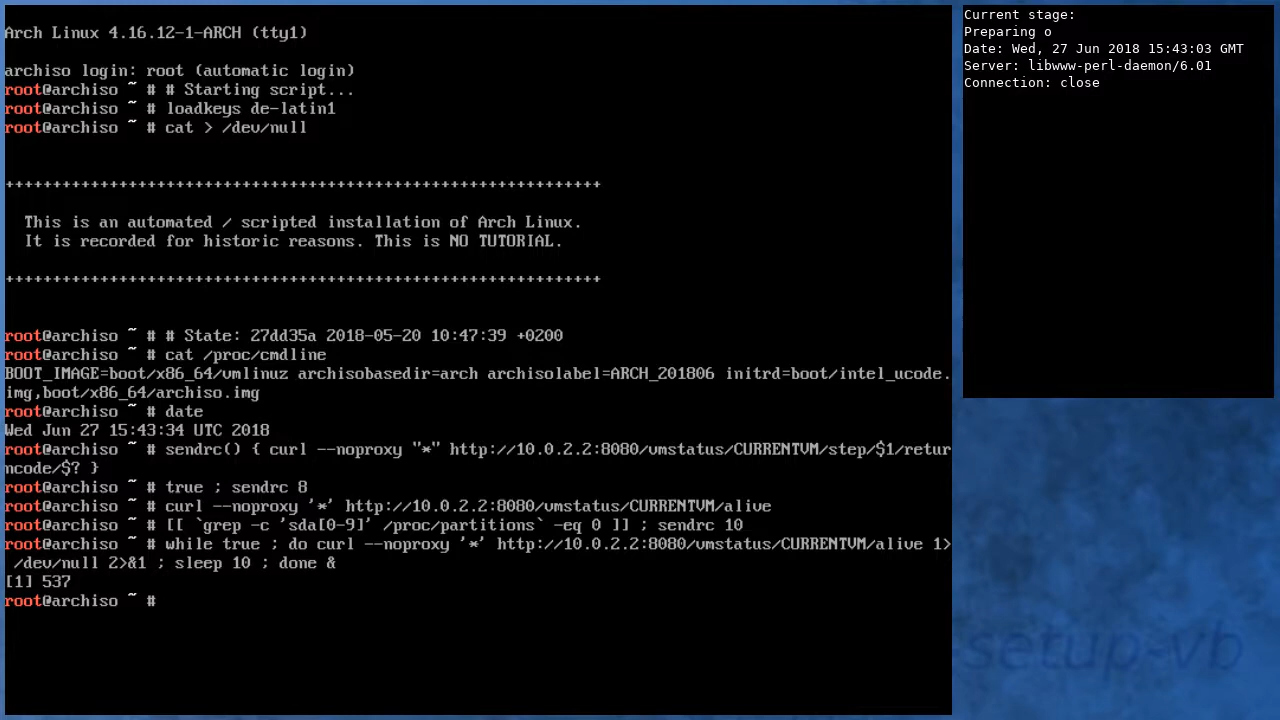 Arch Linux 4.16.12-1-ARCH (tty1)
archiso login: root (automatic login)
root@archiso ~ # # Starting script...
root@archiso ~ # loadkeys de-latin1
root@archiso ~ # cat > /dev/null
+++++++++++++++++++++++++++++++++++++++++++++++++++++++++++++++
This is an automated / scripted installation of Arch Linux.
It is recorded for historic reasons. This is NO TUTORIAL.
+++++++++++++++++++++++++++++++++++++++++++++++++++++++++++++++
root@archiso ~ # # State: 27dd35a 2018-05-20 10:47:39 +0200
root@archiso ~ # cat /proc/cmdline
BOOT_IMAGE=boot/x86_64/vmlinuz archisobasedir=arch archisolabel=ARCH_201806 initrd=boot/intel_ucode.
img,boot/x86_64/archiso.img
root@archiso ~ # date
Wed Jun 27 15:43:34 UTC 2018
root@archiso ~ # sendrc() { curl --noproxy "*" http://10.0.2.2:8080/vmstatus/CURRENTVM/step/$1/retur
ncode/$? }
root@archiso ~ # true ; sendrc 8
root@archiso ~ # curl --noproxy '*' http://10.0.2.2:8080/vmstatus/CURRENTVM/alive
root@archiso ~ # [[ `grep -c 'sda[0-9]' /proc/partitions` -eq 0 ]] ; sendrc 10
root@archiso ~ # while true ; do curl --noproxy '*' http://10.0.2.2:8080/vmstatus/CURRENTVM/alive 1>
/dev/null 2>&1 ; sleep 10 ; done &
[1] 537
root@archiso ~ #
Current stage:
Preparing o
Date: Wed, 27 Jun 2018 15:43:03 GMT
Server: libwww-perl-daemon/6.01
Connection: close
setup-vb